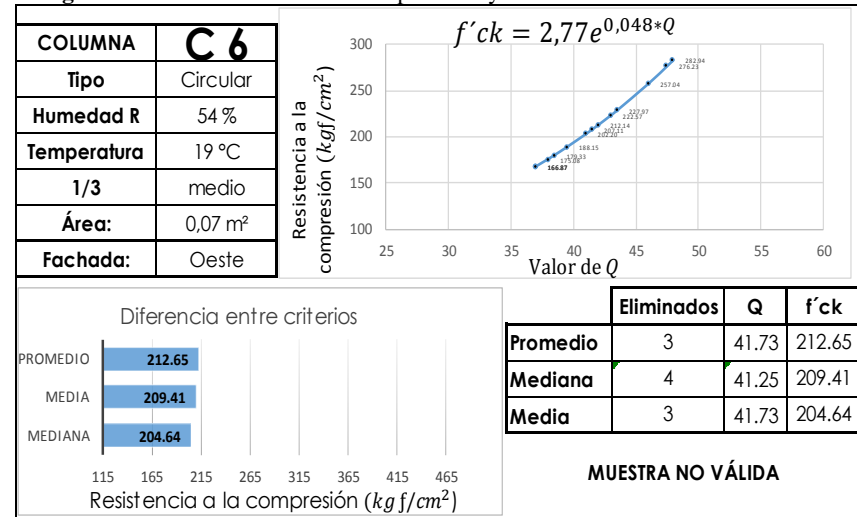 COLUMNA C 6
Tipo Circular
Humedad R 54 %
Temperatura 19 °C
1/3 medio
Área: 0,07 m²
Fachada: Oeste
f´ck = 2,77e^{0,048*Q}
Resistencia a la
compresión (kgf/cm²)
300
250
200
150
100
282.94
276.23
257.04
227.97
222.57
212.14
207.11
202.20
188.15
179.33
175.08
166.87
25 30 35 40 45 50 55 60
Valor de Q
Diferencia entre criterios
PROMEDIO 212.65
MEDIA 209.41
MEDIANA 204.64
115 165 215 265 315 365 415 465
Resistencia a la compresión (kg f/cm²)
Eliminados Q f´ck
Promedio 3 41.73 212.65
Mediana 4 41.25 209.41
Media 3 41.73 204.64
MUESTRA NO VÁLIDA